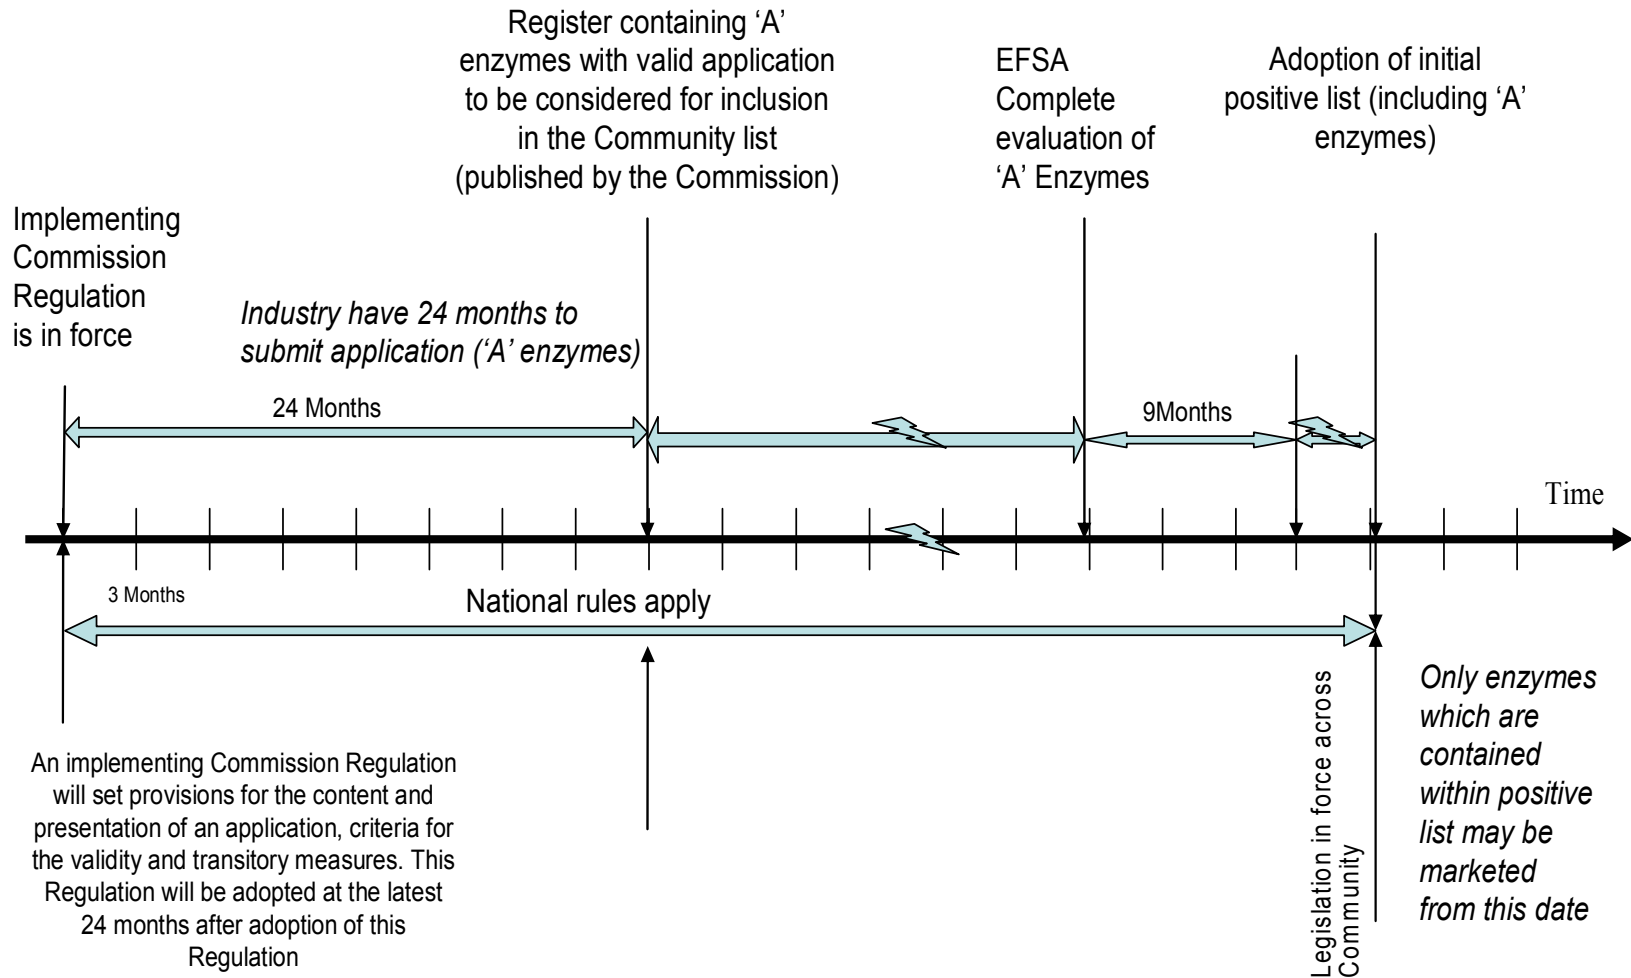 Register containing ‘A’
enzymes with valid application
to be considered for inclusion
in the Community list
(published by the Commission)
EFSA
Complete
evaluation of
‘A’ Enzymes
Adoption of initial
positive list (including ‘A’
enzymes)
Implementing
Commission
Regulation
is in force
Industry have 24 months to
submit application (‘A’ enzymes)
24 Months
9Months
Time
3 Months
National rules apply
An implementing Commission Regulation
will set provisions for the content and
presentation of an application, criteria for
the validity and transitory measures. This
Regulation will be adopted at the latest
24 months after adoption of this
Regulation
Legislation in force across
Community
Only enzymes
which are
contained
within positive
list may be
marketed
from this date